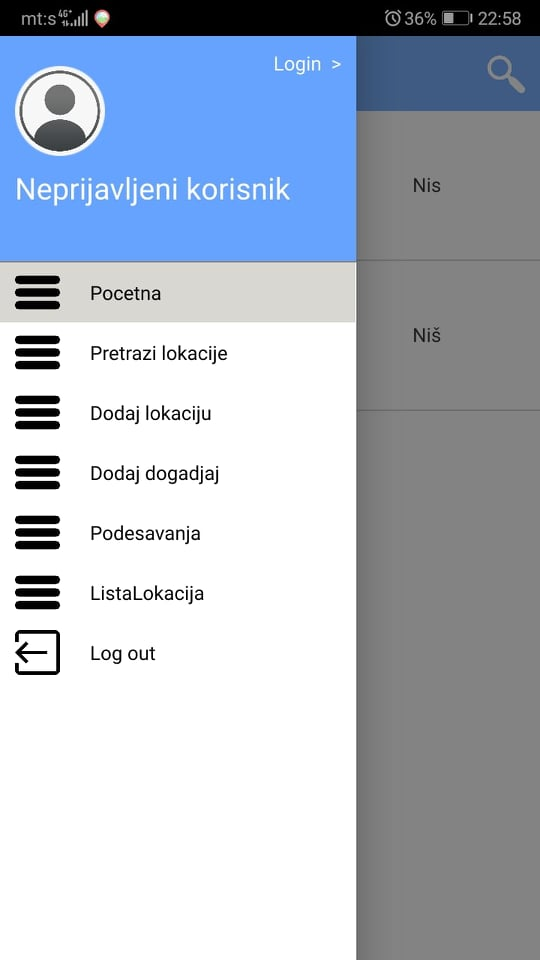 mt:s 4G+ 36% 22:58
Login >
Neprijavljeni korisnik
Nis
Pocetna
Pretrazi lokacije
Niš
Dodaj lokaciju
Dodaj dogadjaj
Podesavanja
ListaLokacija
Log out